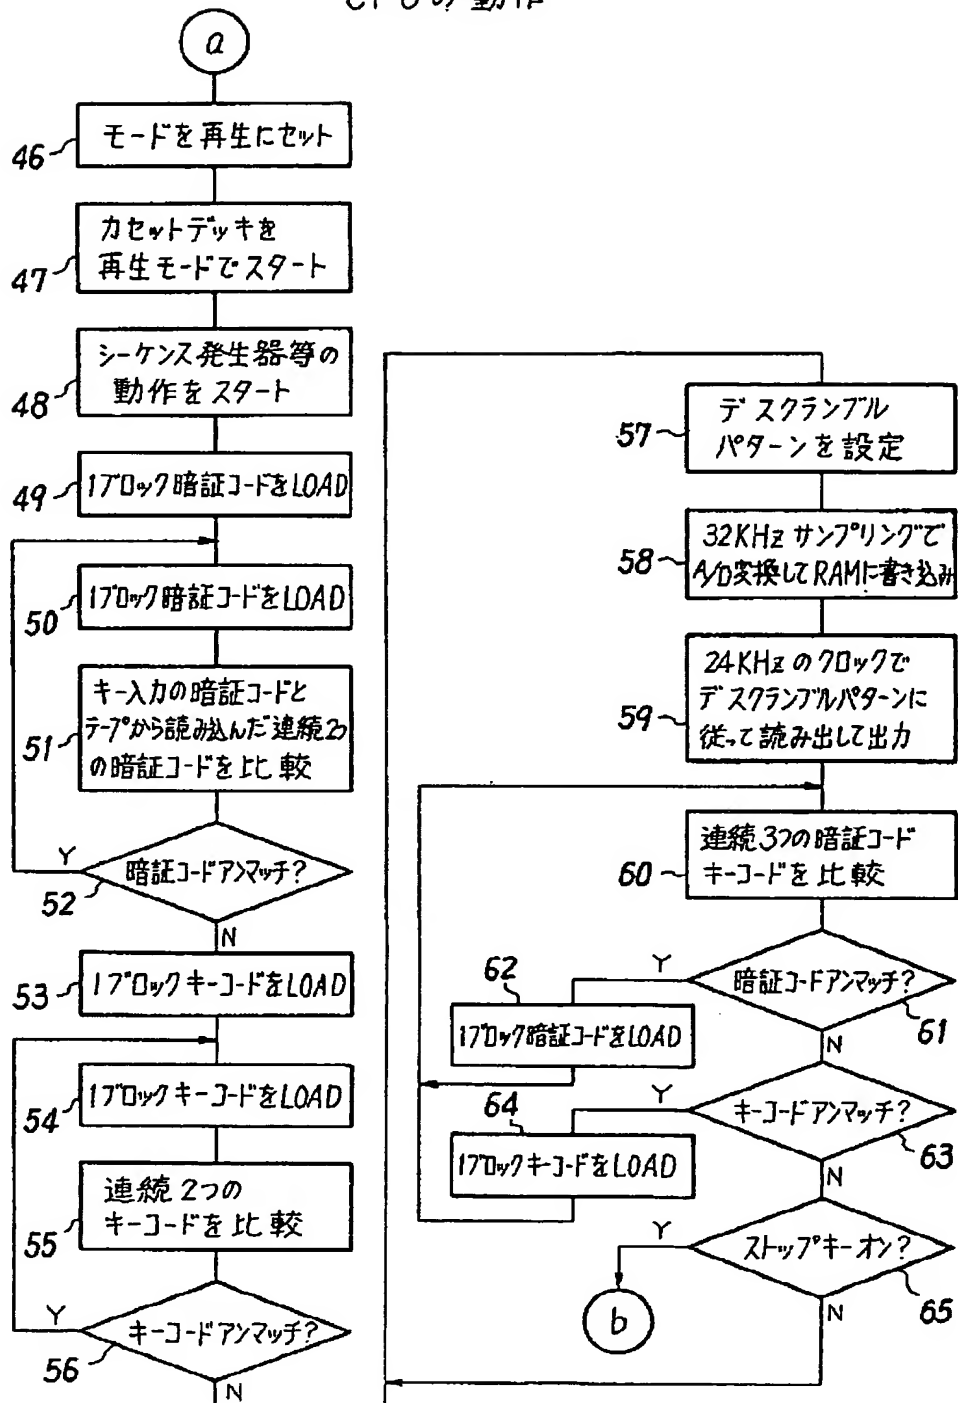 CPUの動作
a
46
モードを再生にセット
47
カセットデッキを
再生モードでスタート
48
シーケンス発生器等の
動作をスタート
49
1ブロック暗証コードをLOAD
50
1ブロック暗証コードをLOAD
51
キー入力の暗証コードと
テープから読み込んだ連続2つ
の暗証コードを比較
Y
暗証コードアンマッチ?
52
N
53
1ブロックキーコードをLOAD
54
1ブロックキーコードをLOAD
55
連続2つの
キーコードを比較
Y
キーコードアンマッチ?
56
N
57
デスクランブル
パターンを設定
58
32KHzサンプリングで
A/D変換してRAMに書き込み
59
24KHzのクロックで
デスクランブルパターンに
従って読み出して出力
60
連続3つの暗証コード
キーコードを比較
Y
暗証コードアンマッチ?
61
N
62
1ブロック暗証コードをLOAD
Y
キーコードアンマッチ?
63
N
64
1ブロックキーコードをLOAD
Y
ストップキーオン?
65
N
b